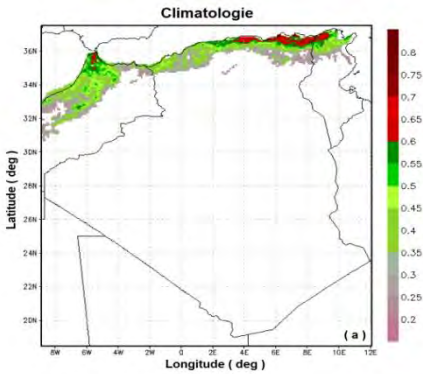 Climatologie
36N
34N
32N
30N
28N
26N
24N
22N
20N
Latitude ( deg )
8W 6W 4W 2W 0 2E 4E 6E 8E 10E 12E
Longitude ( deg )
( a )
0.8
0.75
0.7
0.65
0.6
0.55
0.5
0.45
0.4
0.35
0.3
0.25
0.2